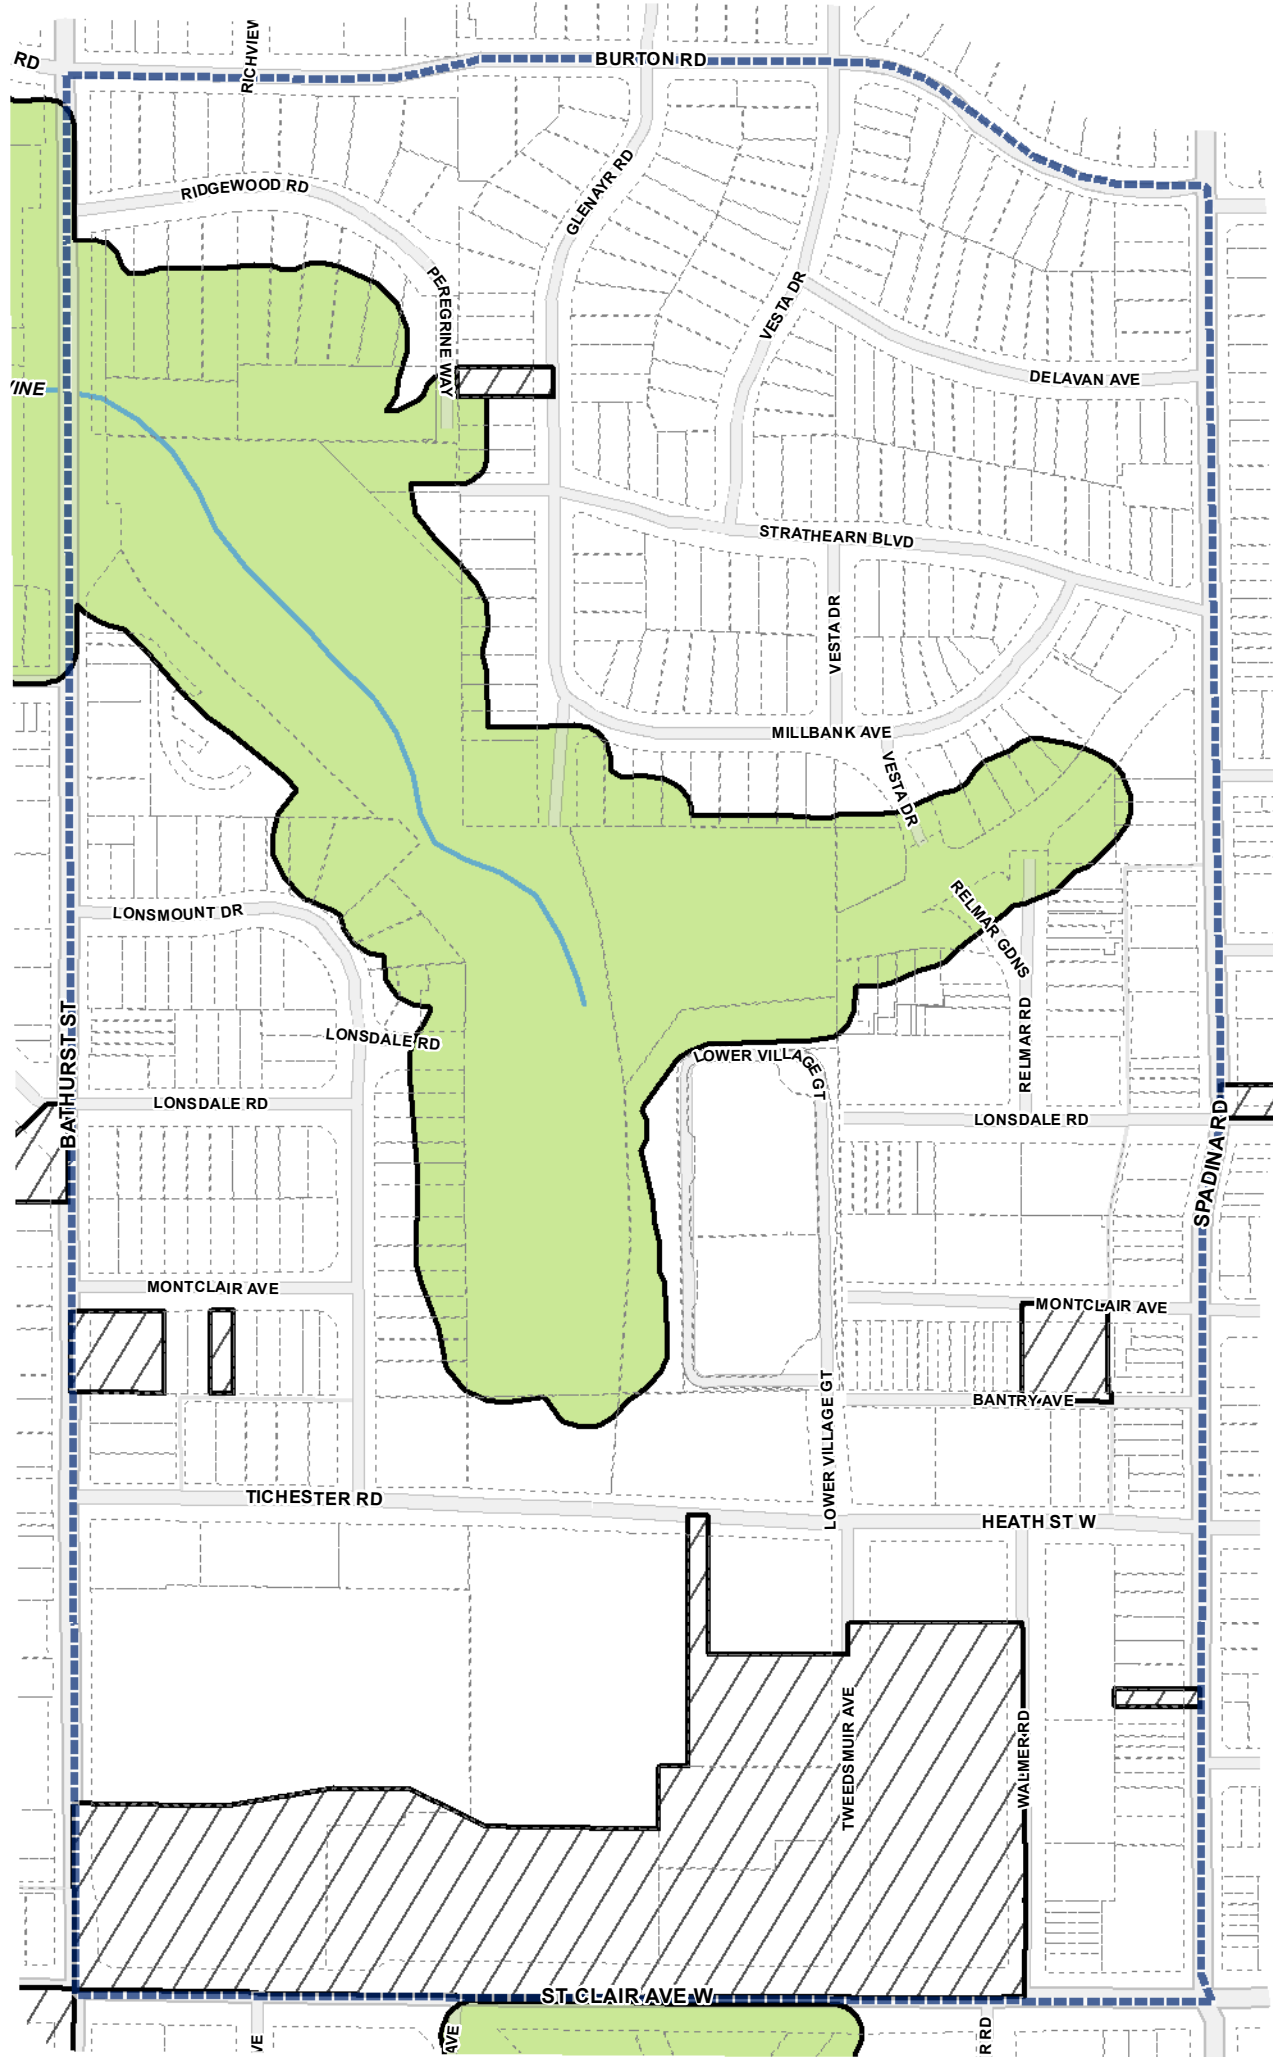 RD
RICHVIEW
BURTON RD
RIDGEWOOD RD
GLENAYR RD
PEREGRINE WAY
VESTA DR
DELAVAN AVE
VINE
STRATHEARN BLVD
VESTA DR
MILLBANK AVE
VESTA DR
RELMAR GDNS
LONSMOUNT DR
LONSDALE RD
LOWER VILLAGE GT
RELMAR RD
BATHURST ST
LONSDALE RD
LONSDALE RD
SPADINA RD
MONTCLAIR AVE
MONTCLAIR AVE
BANTRY AVE
LOWER VILLAGE GT
TICHESTER RD
HEATH ST W
TWEEDSMUIR AVE
WALMER RD
ST CLAIR AVE W
VE
AVE
R RD